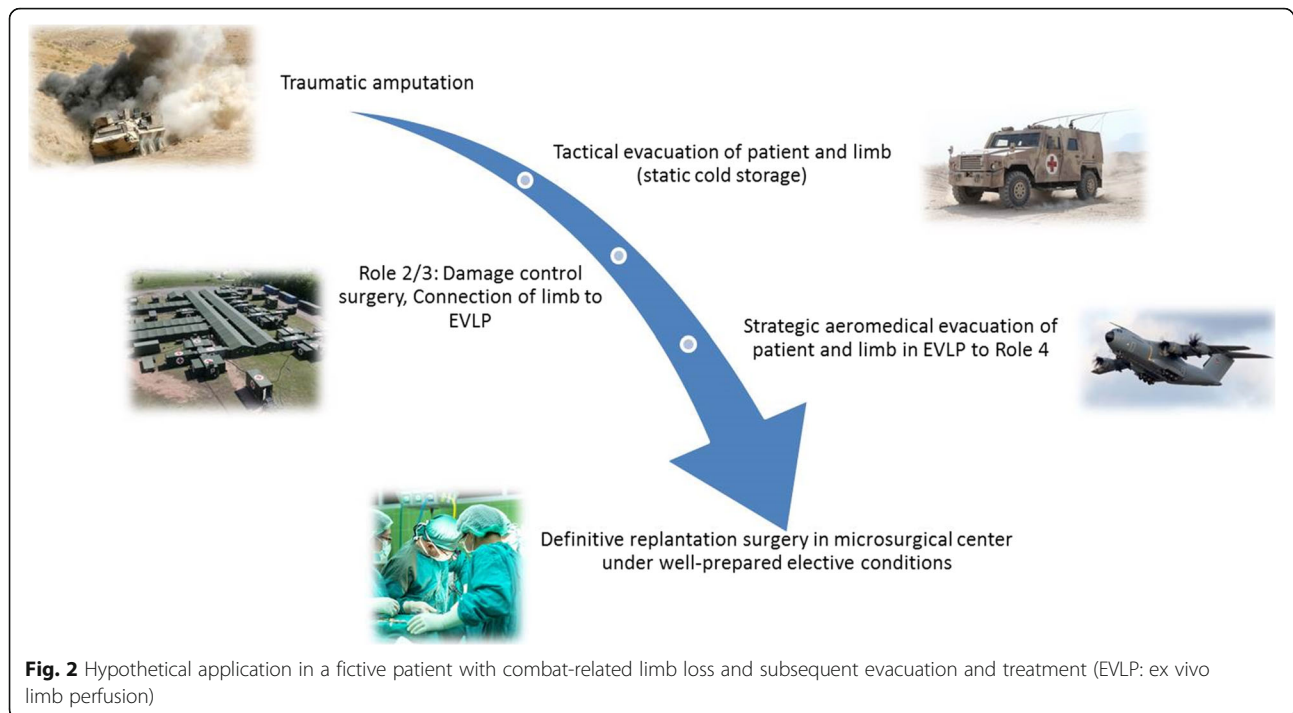 Traumatic amputation
Tactical evacuation of patient and limb
(static cold storage)
Role 2/3: Damage control
surgery, Connection of limb to
EVLP
Strategic aeromedical evacuation of
patient and limb in EVLP to Role 4
Definitive replantation surgery in microsurgical center
under well-prepared elective conditions
Fig. 2 Hypothetical application in a fictive patient with combat-related limb loss and subsequent evacuation and treatment (EVLP: ex vivo
limb perfusion)